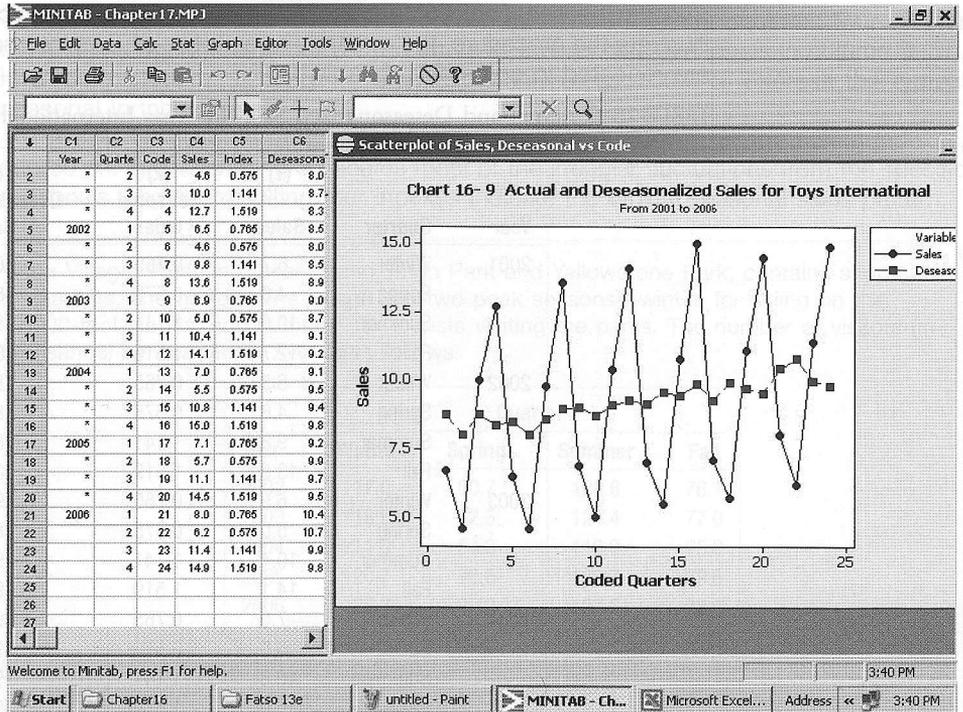 MINITAB - Chapter17.MPJ
File Edit Data Calc Stat Graph Editor Tools Window Help
C1 C2 C3 C4 C5 C6
Year Quarte Code Sales Index Deseasona
2 * 2 2 4.6 0.575 8.0
3 * 3 3 10.0 1.141 8.7
4 * 4 4 12.7 1.519 8.3
5 2002 1 5 6.5 0.765 8.5
6 * 2 6 4.6 0.575 8.0
7 * 3 7 9.8 1.141 8.5
8 * 4 8 13.6 1.519 8.9
9 2003 1 9 6.9 0.765 9.0
10 * 2 10 5.0 0.575 8.7
11 * 3 11 10.4 1.141 9.1
12 * 4 12 14.1 1.519 9.2
13 2004 1 13 7.0 0.765 9.1
14 * 2 14 5.5 0.575 9.5
15 * 3 15 10.8 1.141 9.4
16 * 4 16 15.0 1.519 9.8
17 2005 1 17 7.1 0.765 9.2
18 * 2 18 5.7 0.575 9.9
19 * 3 19 11.1 1.141 9.7
20 * 4 20 14.5 1.519 9.5
21 2006 1 21 8.0 0.765 10.4
22 2 22 6.2 0.575 10.7
23 3 23 11.4 1.141 9.9
24 4 24 14.9 1.519 9.8
25
26
27
Scatterplot of Sales, Deseasonal vs Code
Chart 16- 9 Actual and Deseasonalized Sales for Toys International
From 2001 to 2006
Variable
Sales
Deseasc
15.0
12.5
10.0
7.5
5.0
Sales
0 5 10 15 20 25
Coded Quarters
Welcome to Minitab, press F1 for help.
3:40 PM
Start Chapter16 Fatso 13e untitled - Paint MINITAB - Ch... Microsoft Excel... Address « 3:40 PM